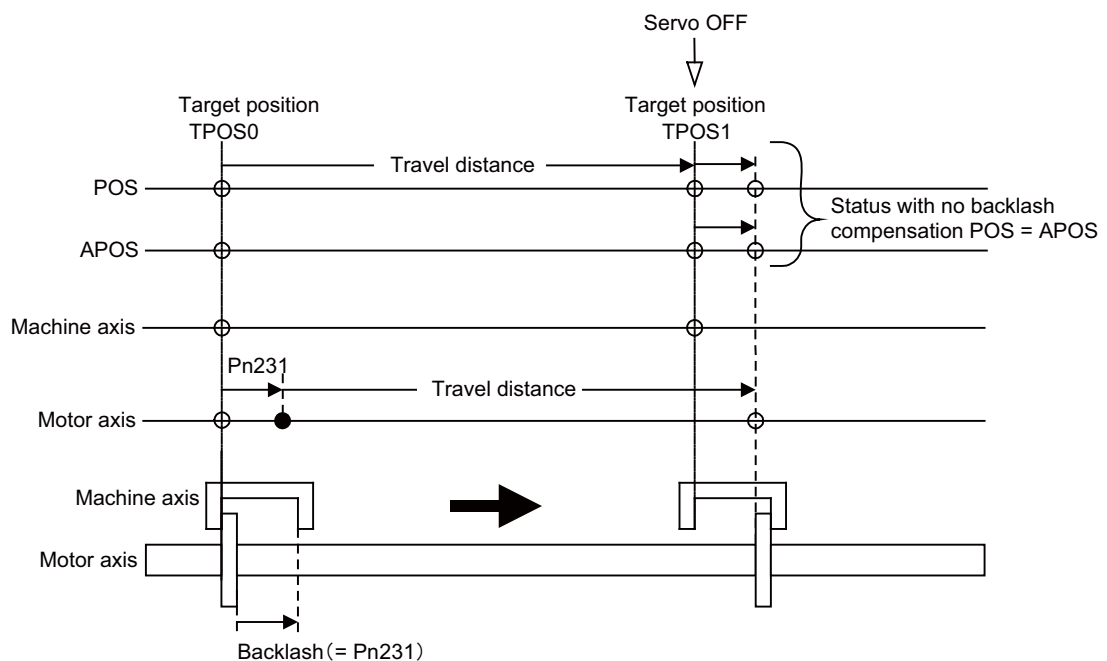 Servo OFF
Target position
TPOS0
Target position
TPOS1
Travel distance
POS
Status with no backlash
compensation POS = APOS
APOS
Machine axis
Pn231
Travel distance
Motor axis
Machine axis
Motor axis
Backlash(= Pn231)